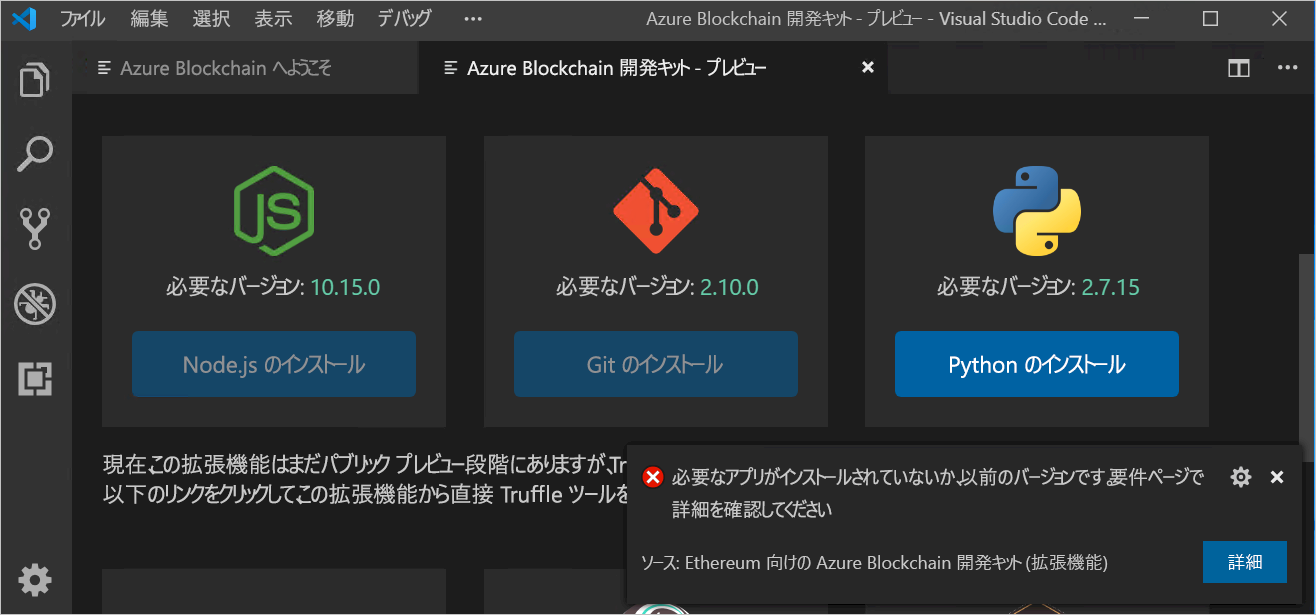 ファイル 編集 選択 表示 移動 デバッグ ··· Azure Blockchain 開発キット - プレビュー - Visual Studio Code ...
Azure Blockchain へようこそ Azure Blockchain 開発キット - プレビュー
JS
必要なバージョン: 10.15.0 必要なバージョン: 2.10.0 必要なバージョン: 2.7.15
Node.js のインストール Git のインストール Python のインストール
現在、この拡張機能はまだパブリック プレビュー段階にありますが、Tr
以下のリンクをクリックして、この拡張機能から直接 Truffle ツールを
必要なアプリがインストールされていないか、以前のバージョンです。要件ページで
詳細を確認してください
ソース: Ethereum 向けの Azure Blockchain 開発キット (拡張機能) 詳細